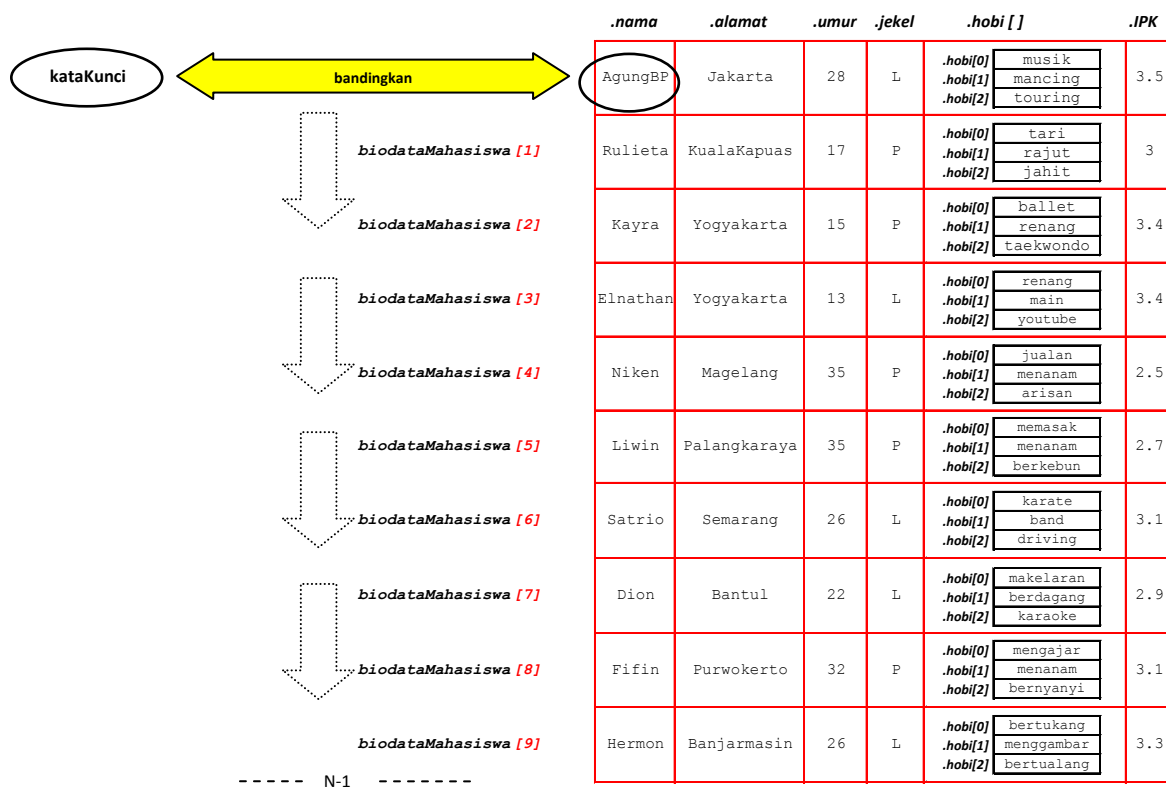 .nama .alamat .umur .jekel .hobi [ ] .IPK
kataKunci bandingkan AgungBP Jakarta 28 L .hobi[0] musik 3.5
.hobi[1] mancing
.hobi[2] touring
biodataMahasiswa [1] Rulieta KualaKapuas 17 P .hobi[0] tari 3
.hobi[1] rajut
.hobi[2] jahit
biodataMahasiswa [2] Kayra Yogyakarta 15 P .hobi[0] ballet 3.4
.hobi[1] renang
.hobi[2] taekwondo
biodataMahasiswa [3] Elnathan Yogyakarta 13 L .hobi[0] renang 3.4
.hobi[1] main
.hobi[2] youtube
biodataMahasiswa [4] Niken Magelang 35 P .hobi[0] jualan 2.5
.hobi[1] menanam
.hobi[2] arisan
biodataMahasiswa [5] Liwin Palangkaraya 35 P .hobi[0] memasak 2.7
.hobi[1] menanam
.hobi[2] berkebun
biodataMahasiswa [6] Satrio Semarang 26 L .hobi[0] karate 3.1
.hobi[1] band
.hobi[2] driving
biodataMahasiswa [7] Dion Bantul 22 L .hobi[0] makelaran 2.9
.hobi[1] berdagang
.hobi[2] karaoke
biodataMahasiswa [8] Fifin Purwokerto 32 P .hobi[0] mengajar 3.1
.hobi[1] menanam
.hobi[2] bernyanyi
biodataMahasiswa [9] Hermon Banjarmasin 26 L .hobi[0] bertukang 3.3
.hobi[1] menggambar
.hobi[2] bertualang
----- N-1 -------